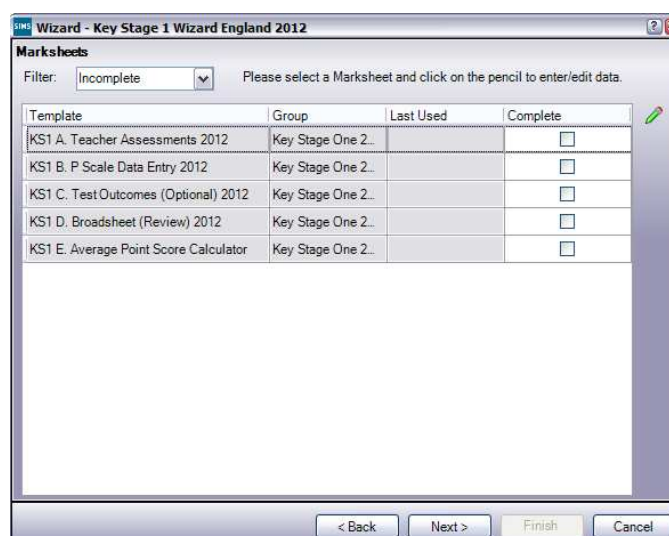 SIMS Wizard - Key Stage 1 Wizard England 2012
Marksheets
Filter: Incomplete Please select a Marksheet and click on the pencil to enter/edit data.
Template Group Last Used Complete
KS1 A. Teacher Assessments 2012 Key Stage One 2...
KS1 B. P Scale Data Entry 2012 Key Stage One 2...
KS1 C. Test Outcomes (Optional) 2012 Key Stage One 2...
KS1 D. Broadsheet (Review) 2012 Key Stage One 2...
KS1 E. Average Point Score Calculator Key Stage One 2...
< Back Next > Finish Cancel